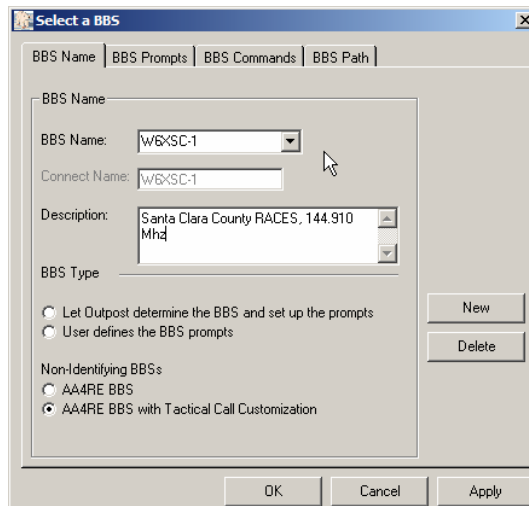 Select a BBS
BBS Name
BBS Prompts
BBS Commands
BBS Path
BBS Name
BBS Name:
W6XSC-1
Connect Name:
W6XSC-1
Description:
Santa Clara County RACES, 144.910
Mhz
BBS Type
Let Outpost determine the BBS and set up the prompts
User defines the BBS prompts
New
Delete
Non-Identifying BBSs
AA4RE BBS
AA4RE BBS with Tactical Call Customization
OK
Cancel
Apply